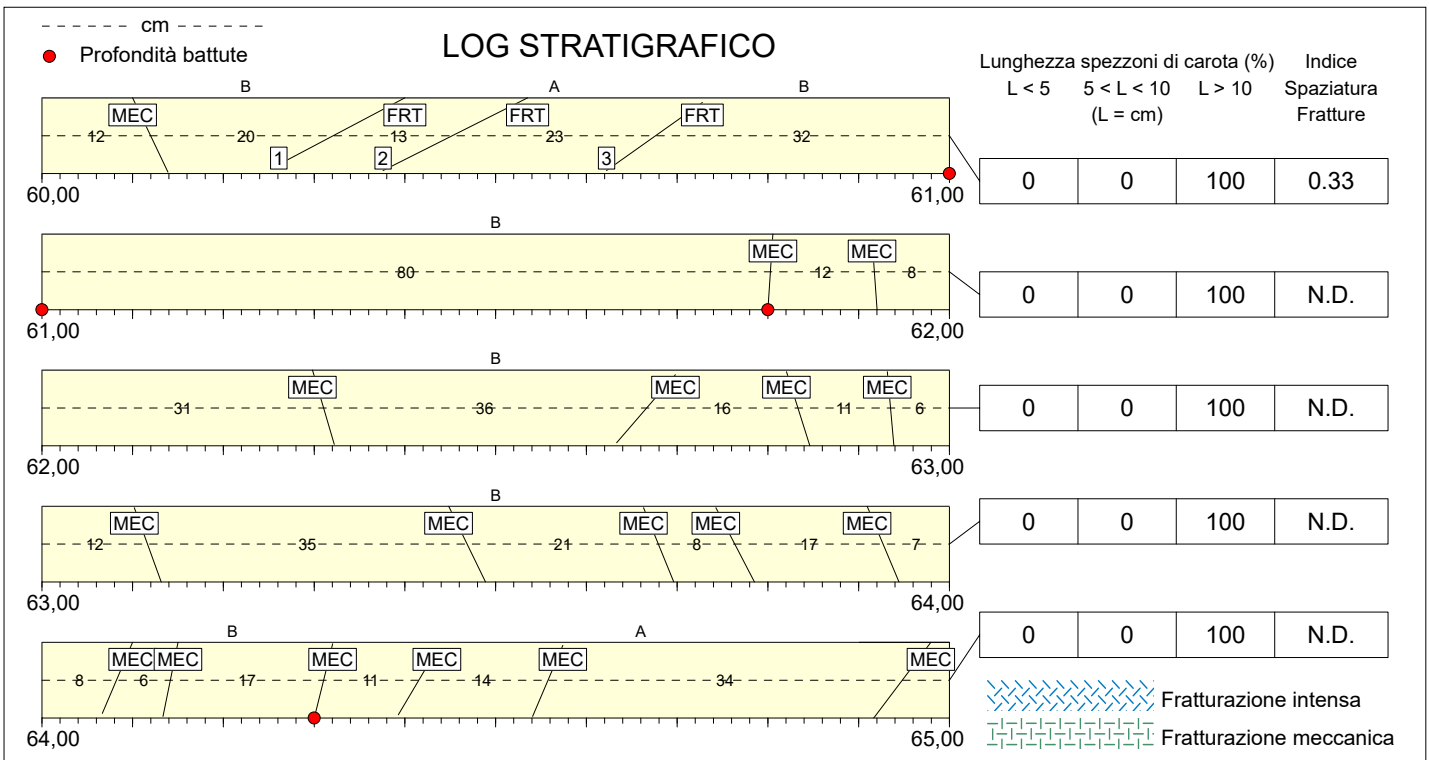 cm
Profondità battute
LOG STRATIGRAFICO
Lunghezza spezzoni di carota (%) Indice
L < 5 5 < L < 10 L > 10 Spaziatura
(L = cm) Fratture
B A B
MEC FRT FRT FRT
12 20 13 23 32
1 2 3
60,00 61,00
0 0 100 0.33
B
MEC MEC
80 12 8
61,00 62,00
0 0 100 N.D.
B
MEC MEC MEC MEC
31 36 16 11 6
62,00 63,00
0 0 100 N.D.
B
MEC MEC MEC MEC MEC
12 35 21 8 17 7
63,00 64,00
0 0 100 N.D.
B A
MEC MEC MEC MEC MEC MEC
8 6 17 11 14 34
64,00 65,00
0 0 100 N.D.
Fratturazione intensa
Fratturazione meccanica